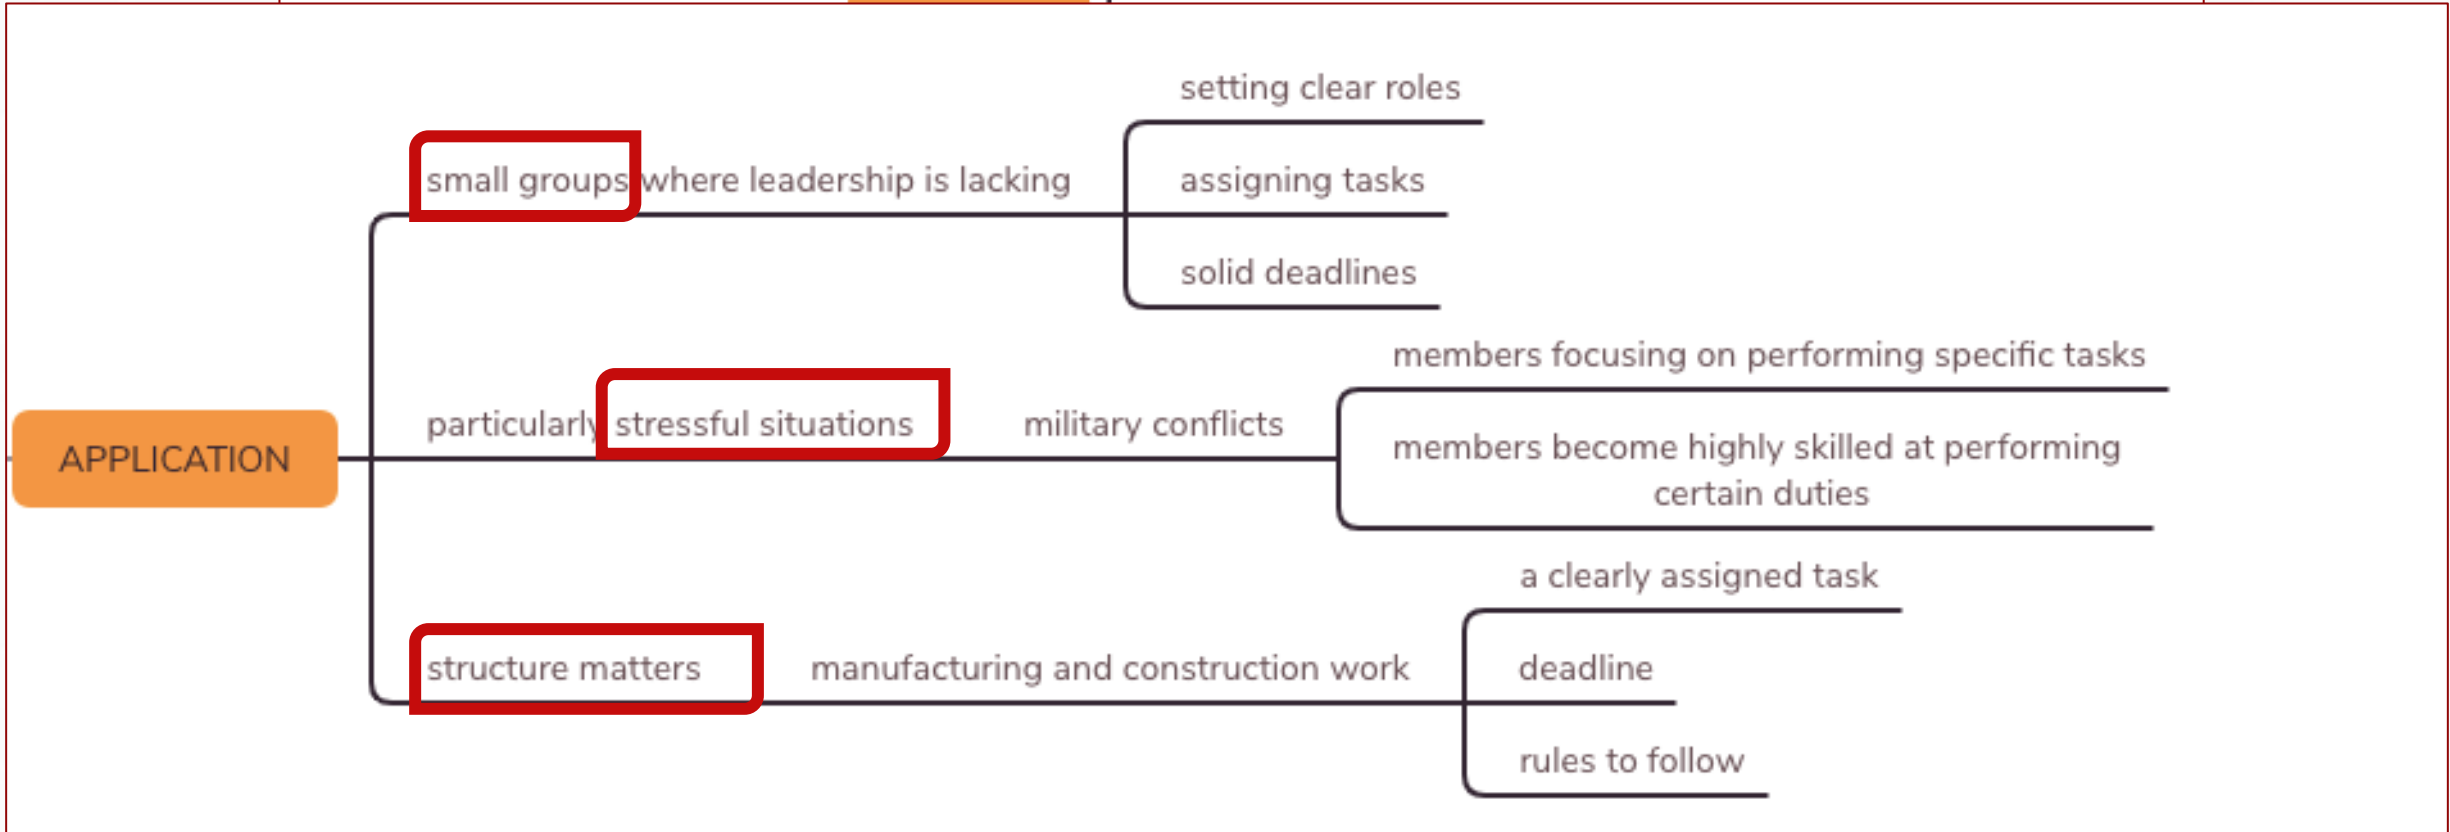 APPLICATION
small groups where leadership is lacking
setting clear roles
assigning tasks
solid deadlines
particularly stressful situations
military conflicts
members focusing on performing specific tasks
members become highly skilled at performing
certain duties
structure matters
manufacturing and construction work
a clearly assigned task
deadline
rules to follow